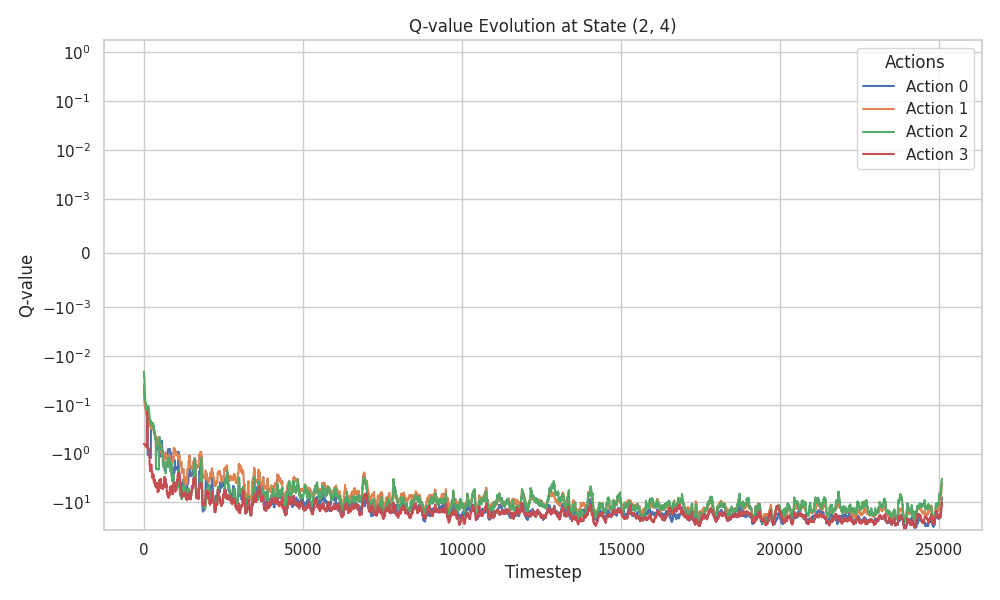 Q-value Evolution at State (2, 4)
Q-value
10⁰
10⁻¹
10⁻²
10⁻³
0
−10⁻³
−10⁻²
−10⁻¹
−10⁰
−10¹
Actions
Action 0
Action 1
Action 2
Action 3
0 5000 10000 15000 20000 25000
Timestep